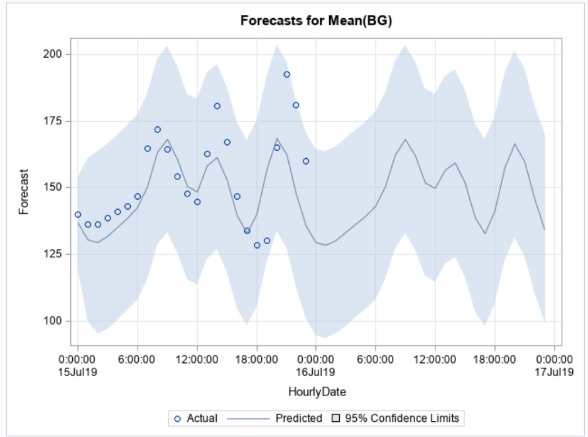 Forecasts for Mean(BG)
200
175
150
125
100
Forecast
0:00:00 6:00:00 12:00:00 18:00:00 0:00:00 6:00:00 12:00:00 18:00:00 0:00:00
15Jul19 16Jul19 17Jul19
HourlyDate
Actual Predicted 95% Confidence Limits